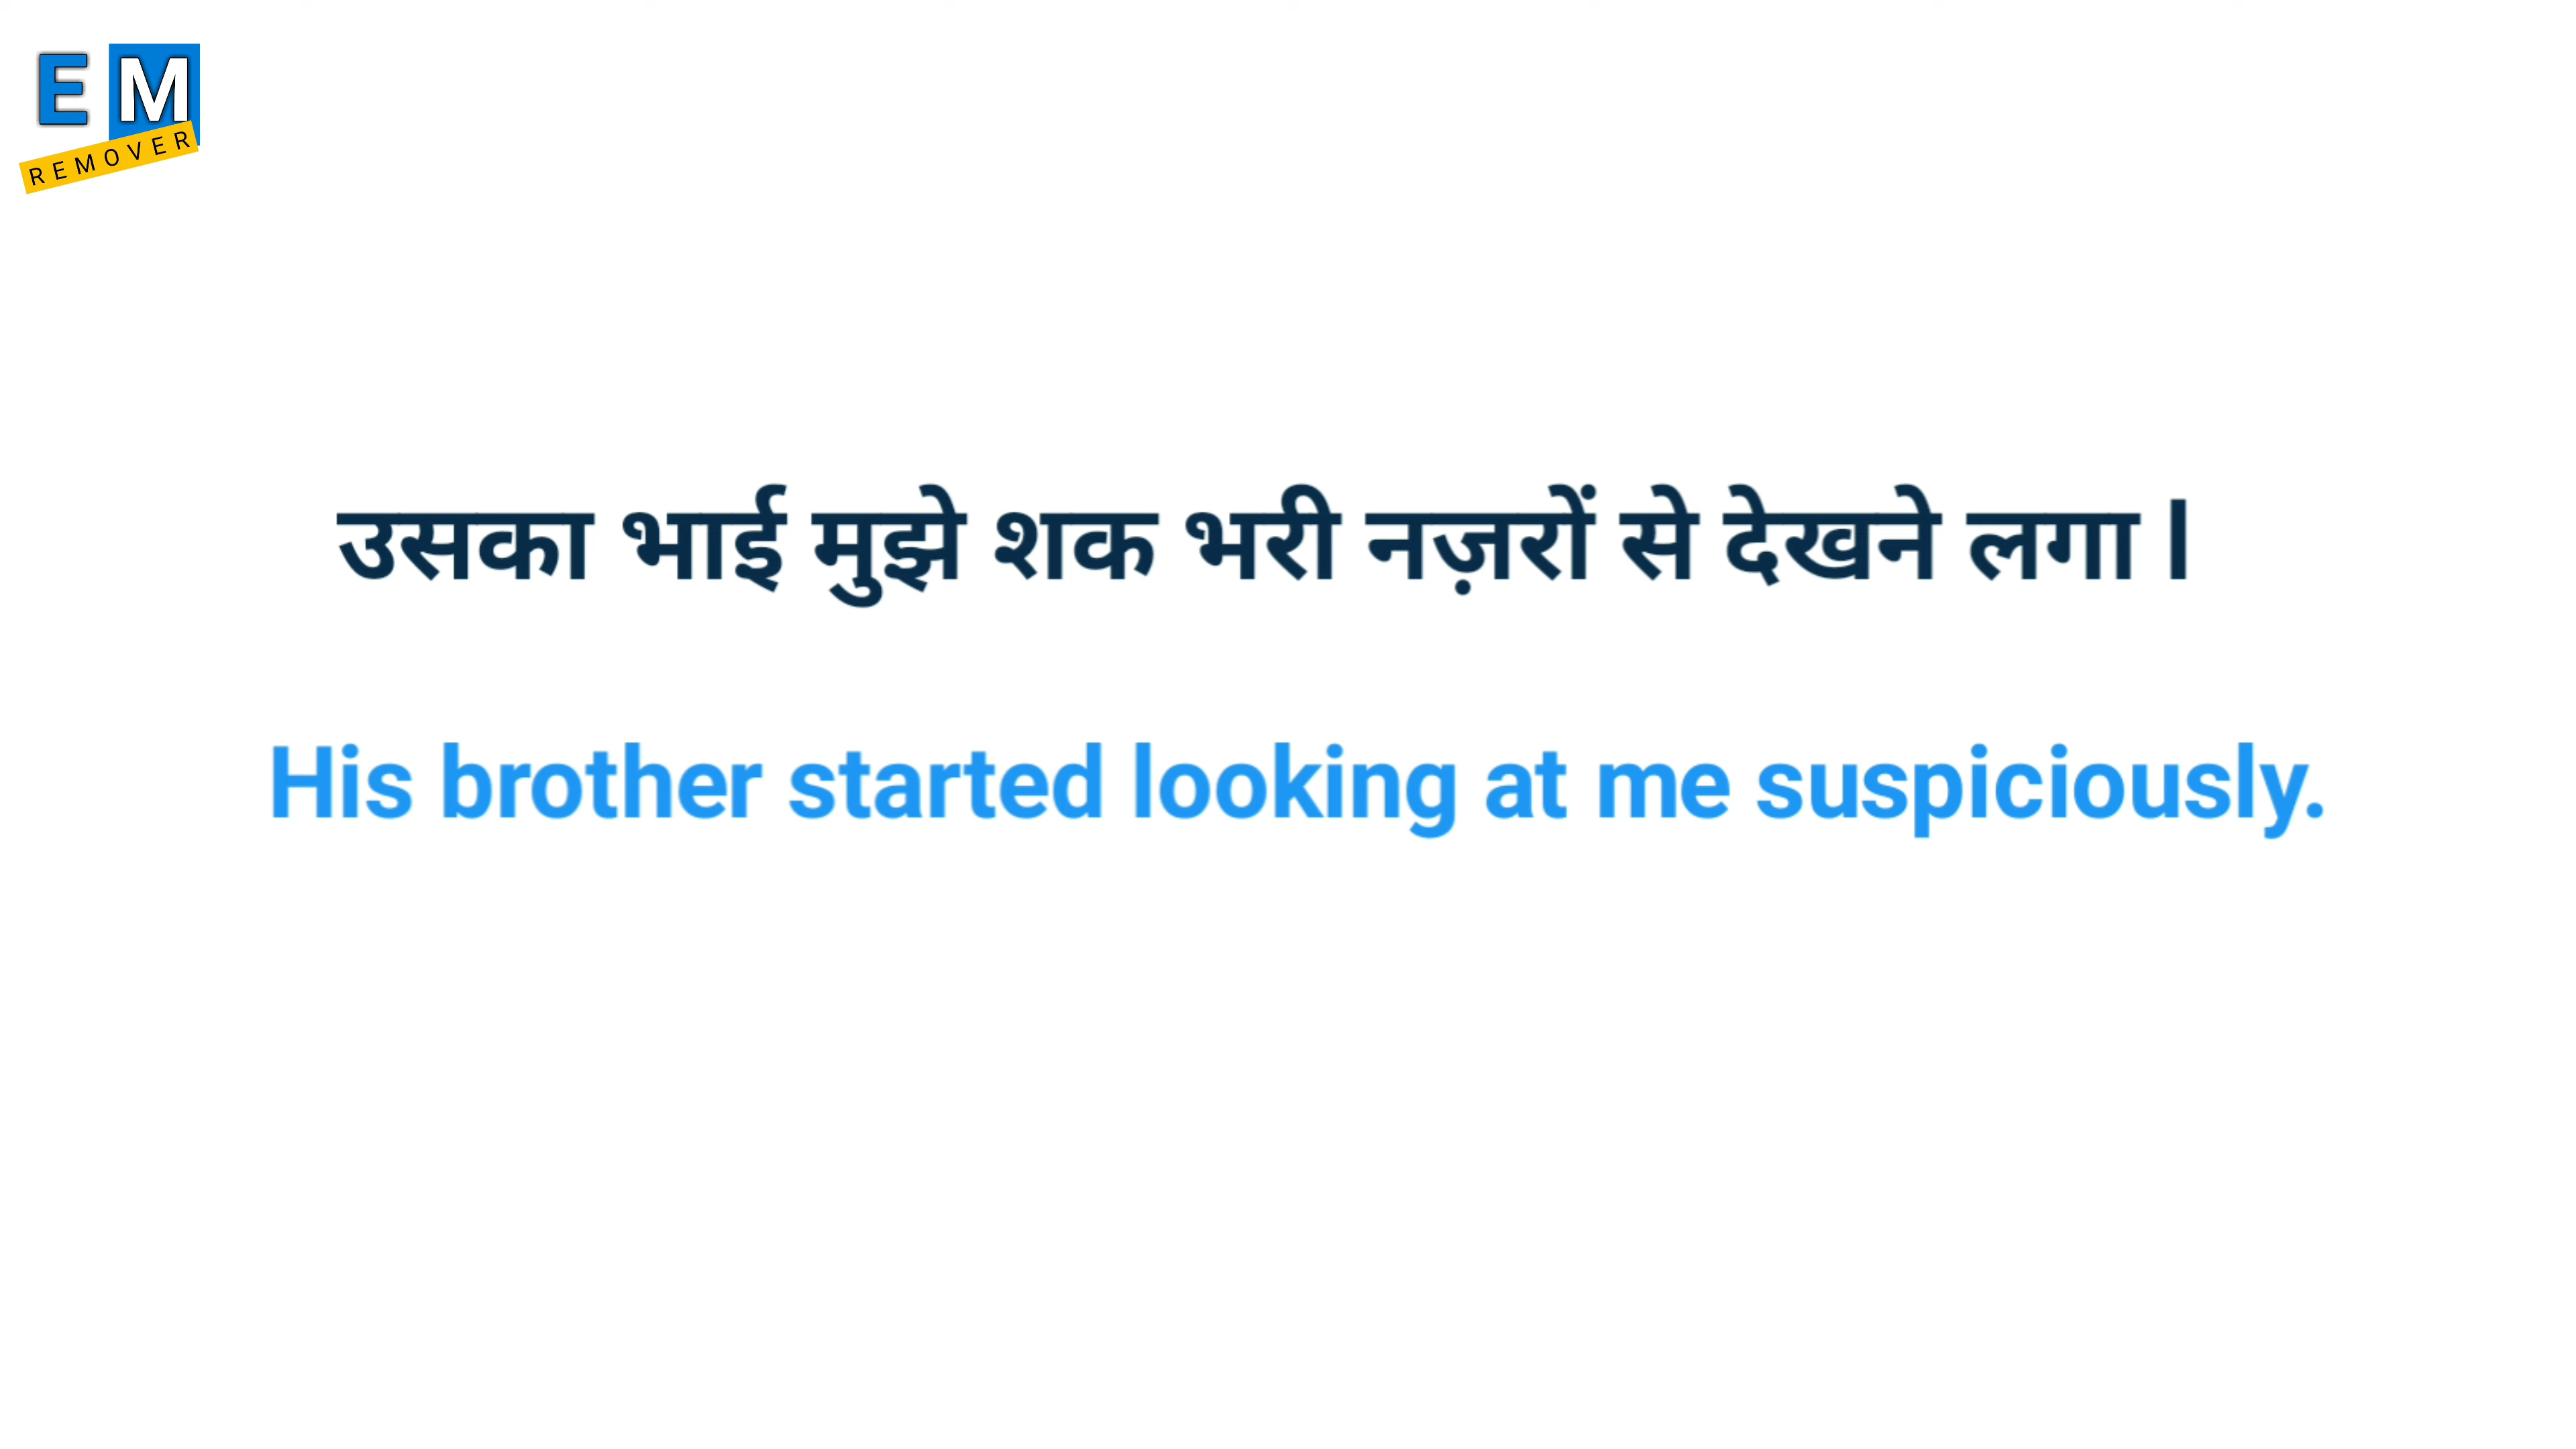 EM
REMOVER
उसका भाई मुझे शक भरी नज़रों से देखने लगा ।
His brother started looking at me suspiciously.